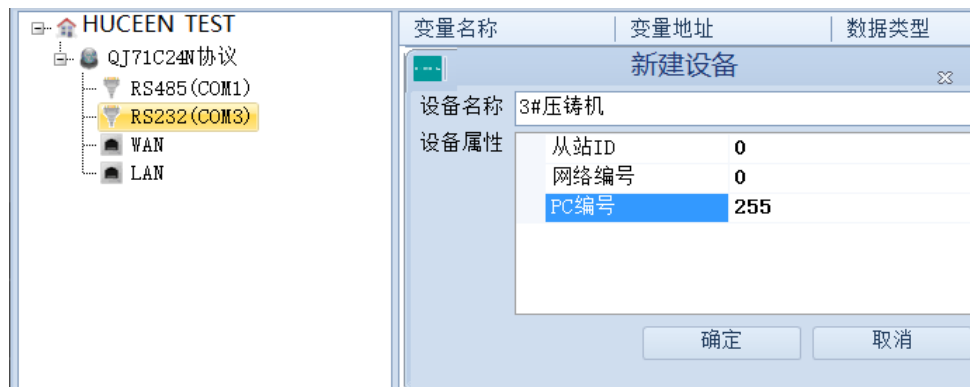 HUCEEN TEST
QJ71C24N协议
RS485(COM1)
RS232(COM3)
WAN
LAN
变量名称 变量地址 数据类型
新建设备
设备名称 3#压铸机
设备属性
从站ID 0
网络编号 0
PC编号 255
确定 取消